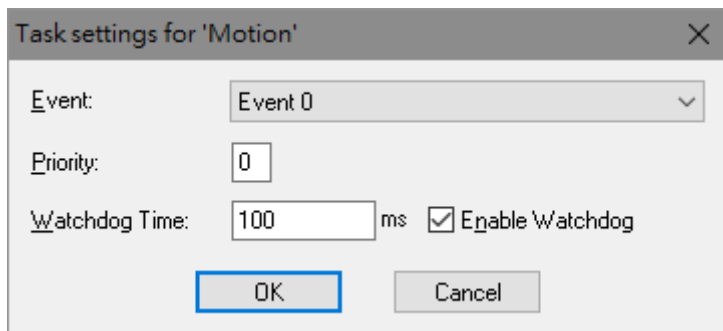 Task settings for 'Motion'
Event: Event 0
Priority: 0
Watchdog Time: 100 ms Enable Watchdog
OK Cancel